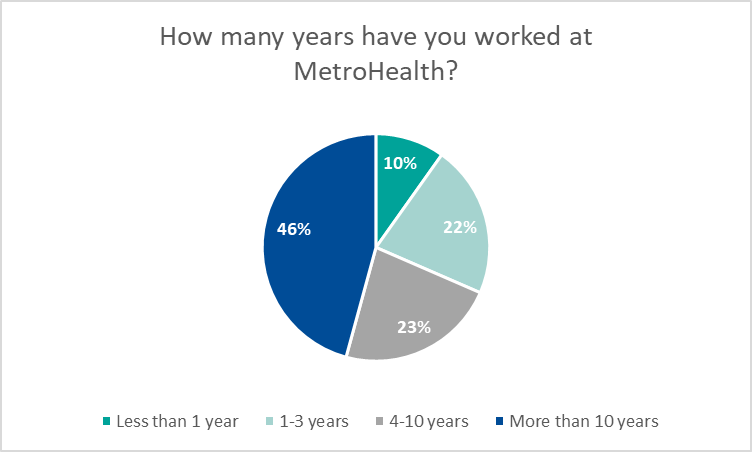 How many years have you worked at
MetroHealth?
10%
22%
46%
23%
Less than 1 year 1-3 years 4-10 years More than 10 years